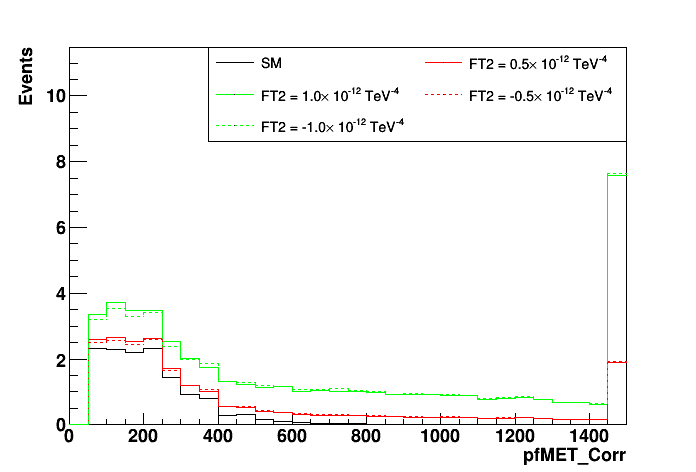 Events
10
8
6
4
2
0
SM
FT2 = 0.5× 10⁻¹² TeV⁻⁴
FT2 = 1.0× 10⁻¹² TeV⁻⁴
FT2 = -0.5× 10⁻¹² TeV⁻⁴
FT2 = -1.0× 10⁻¹² TeV⁻⁴
0 200 400 600 800 1000 1200 1400
pfMET_Corr